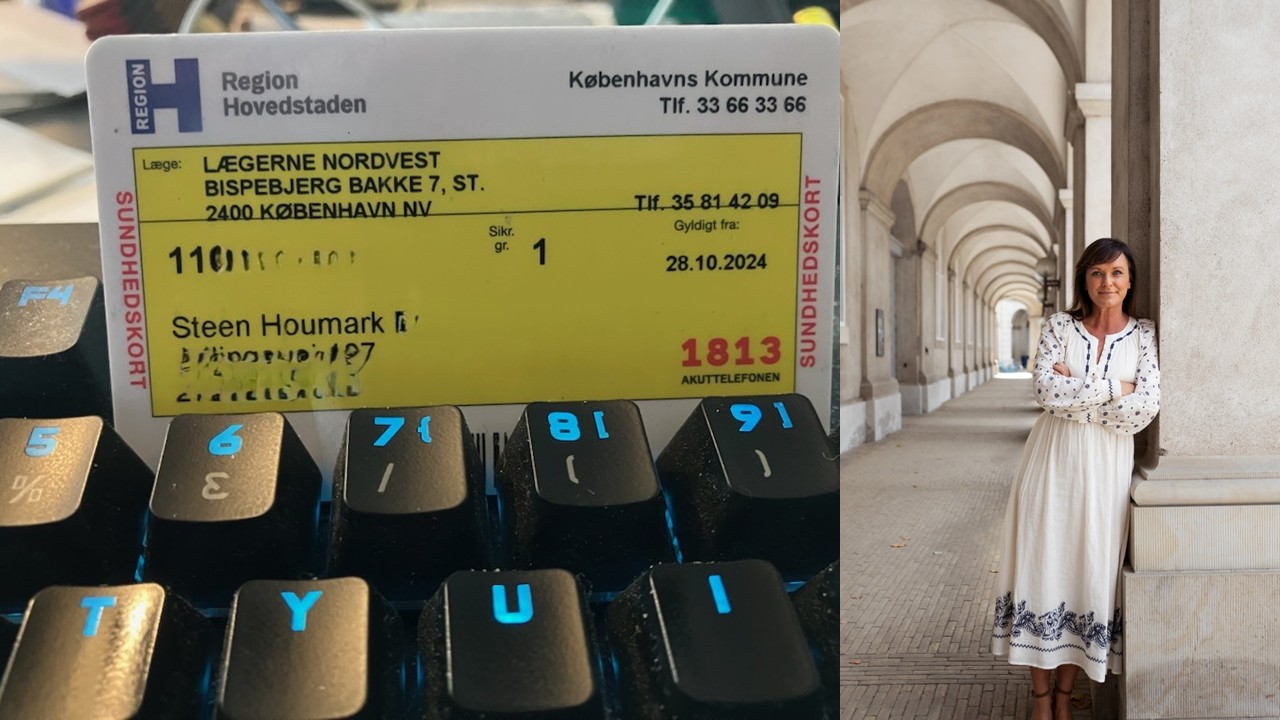 REGION
Region
Hovedstaden
Københavns Kommune
Tlf. 33 66 33 66
SUNDHEDSKORT
Læge:
LÆGERNE NORDVEST
BISPEBJERG BAKKE 7, ST.
2400 KØBENHAVN NV
Tlf. 35 81 42 09
Sikr.
gr.
1
Gyldigt fra:
28.10.2024
Steen Houmark
1813
AKUTTELEFONEN
SUNDHEDSKORT
F4
5 6 7{ 8[ 9]
% / ( )
T Y U I